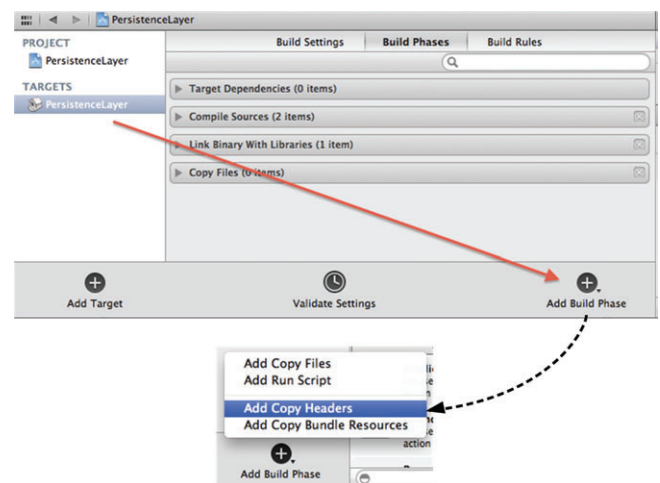 PersistenceLayer
PROJECT
PersistenceLayer
TARGETS
PersistenceLayer
Build Settings Build Phases Build Rules
Target Dependencies (0 items)
Compile Sources (2 items)
Link Binary With Libraries (1 item)
Copy Files (0 items)
Add Target
Validate Settings
Add Build Phase
Add Copy Files
Add Run Script
Add Copy Headers
Add Copy Bundle Resources
action
Add Build Phase